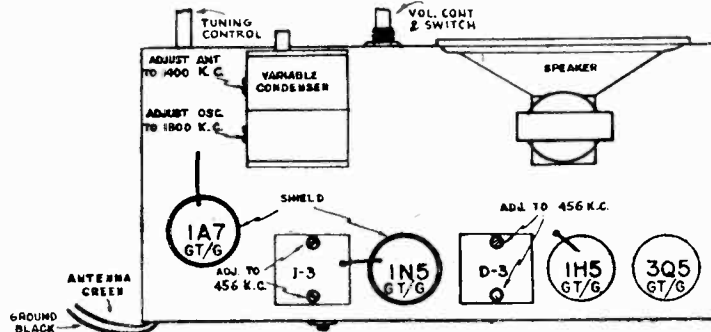 TUNING
CONTROL
VOL. CONT
& SWITCH
ADJUST ANT
TO 1400 K.C.
VARIABLE
CONDENSER
SPEAKER
ADJUST OSC.
TO 1800 K.C.
SHIELD
ADJ. TO 456 K.C.
1A7
GT/G
ADJ. TO
456 K.C.
I-3
1N5
GT/G
D-3
1H5
GT/G
3Q5
GT/G
ANTENNA
GREEN
GROUND
BLACK